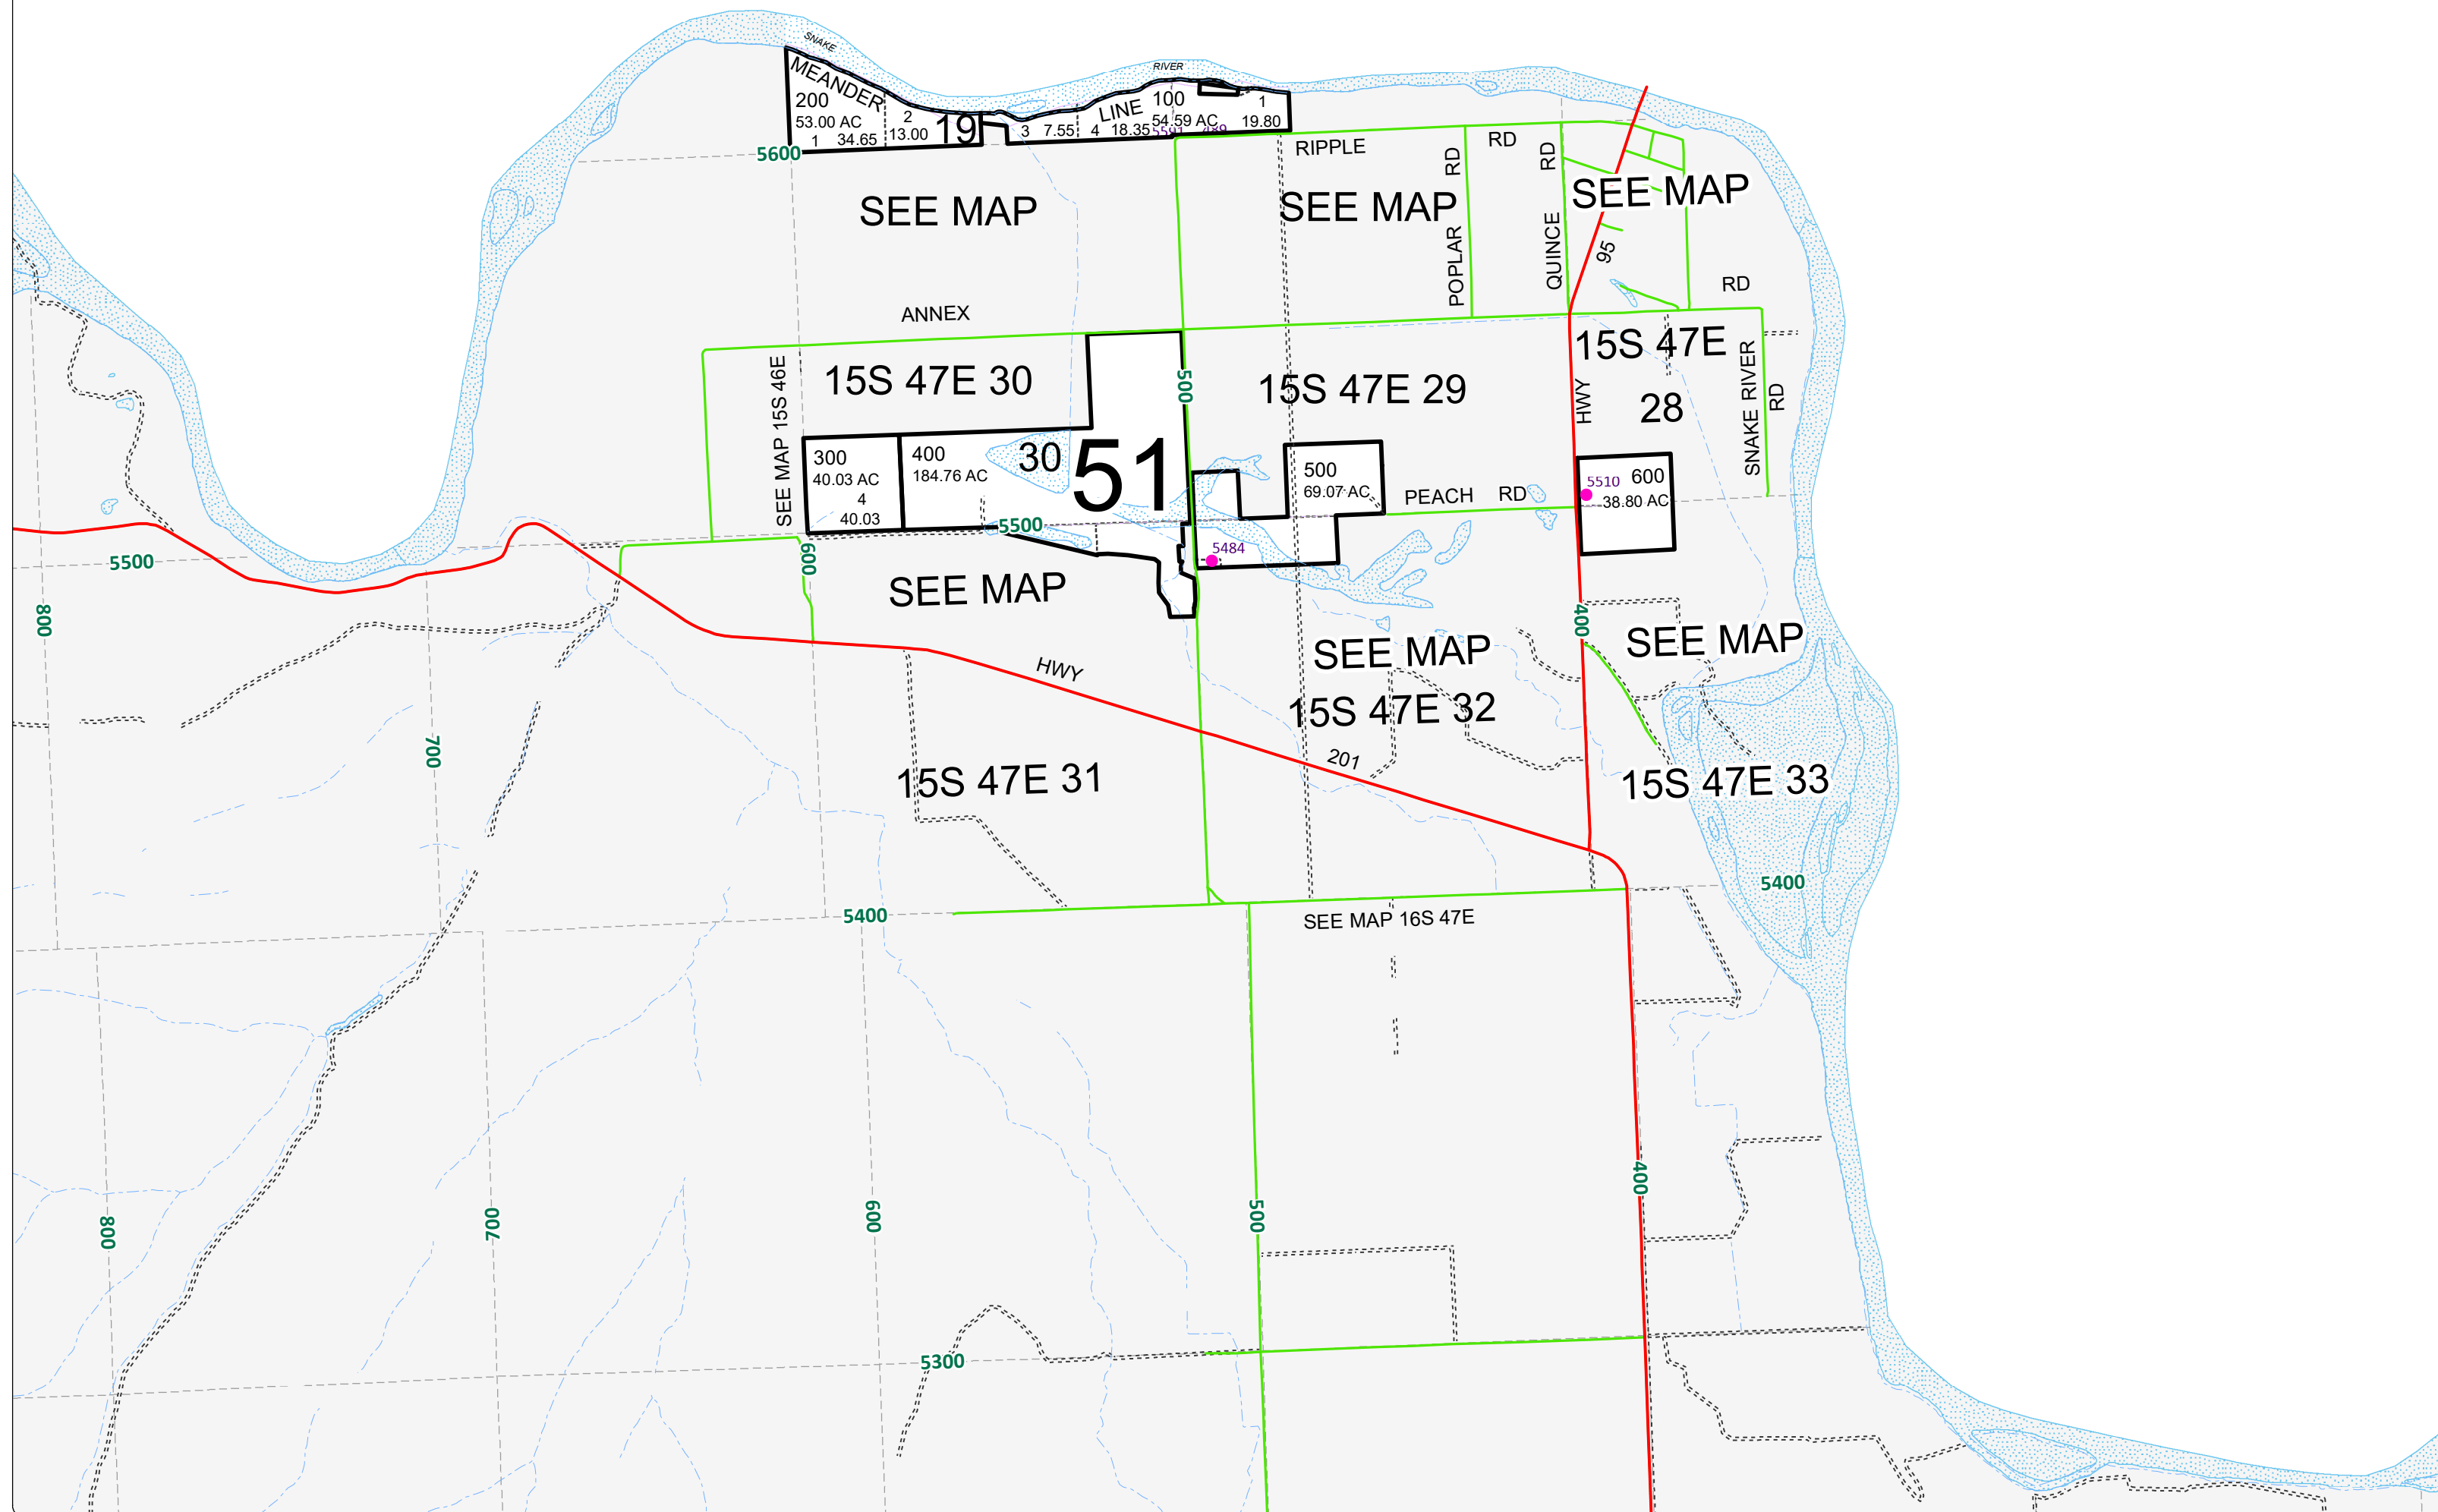 SNAKE
RIVER
MEANDER
200
53.00 AC
1 34.65
2
13.00
19
3 7.55
4 18.35
LINE
100
54.59 AC
5591
489
1
19.80
5600
RIPPLE
RD
POPLAR RD
QUINCE RD
SEE MAP
SEE MAP
SEE MAP
95
ANNEX
RD
SEE MAP 15S 46E
15S 47E 30
500
15S 47E 29
15S 47E
28
HWY
SNAKE RIVER
RD
300
40.03 AC
4
40.03
400
184.76 AC
30
51
500
69.07 AC
PEACH RD
5510
600
38.80 AC
5500
5500
5484
600
800
SEE MAP
400
SEE MAP
SEE MAP
HWY
15S 47E 32
700
201
15S 47E 31
15S 47E 33
5400
5400
SEE MAP 16S 47E
800
700
600
500
400
5300